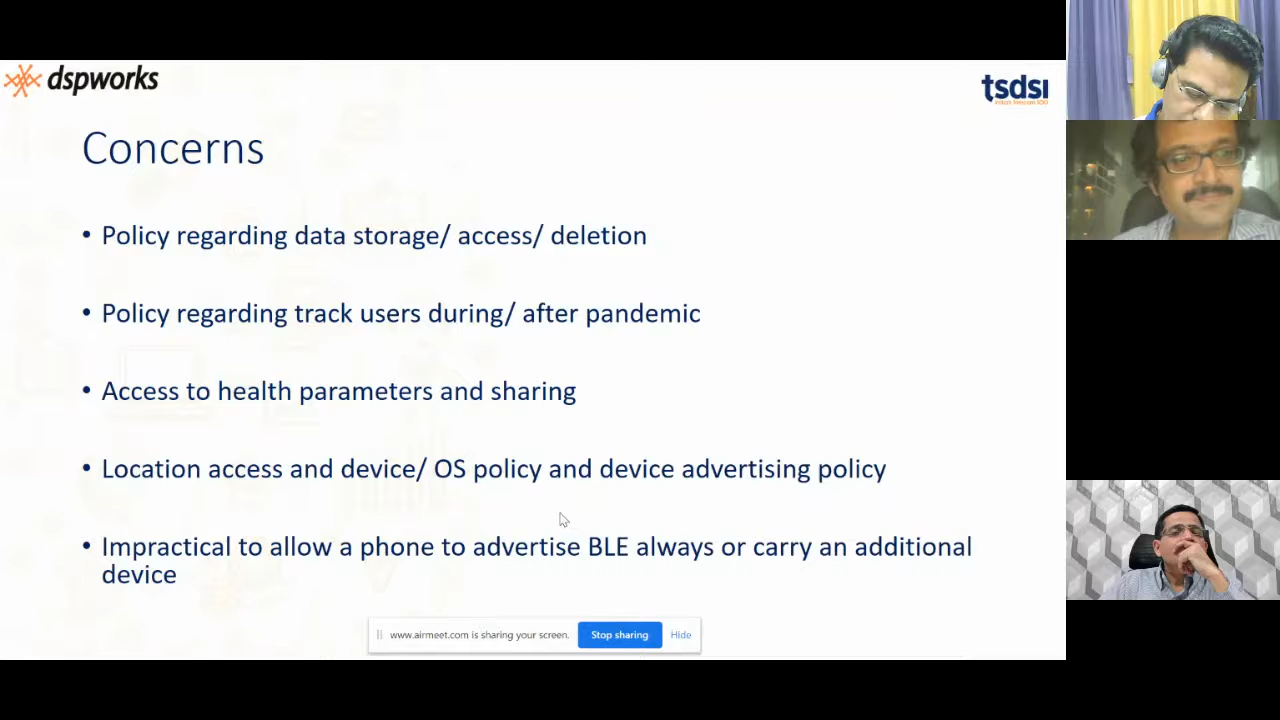 dspworks
tsdsi
Concerns
• Policy regarding data storage/ access/ deletion
• Policy regarding track users during/ after pandemic
• Access to health parameters and sharing
• Location access and device/ OS policy and device advertising policy
• Impractical to allow a phone to advertise BLE always or carry an additional
device
www.airmeet.com is sharing your screen.
Stop sharing
Hide